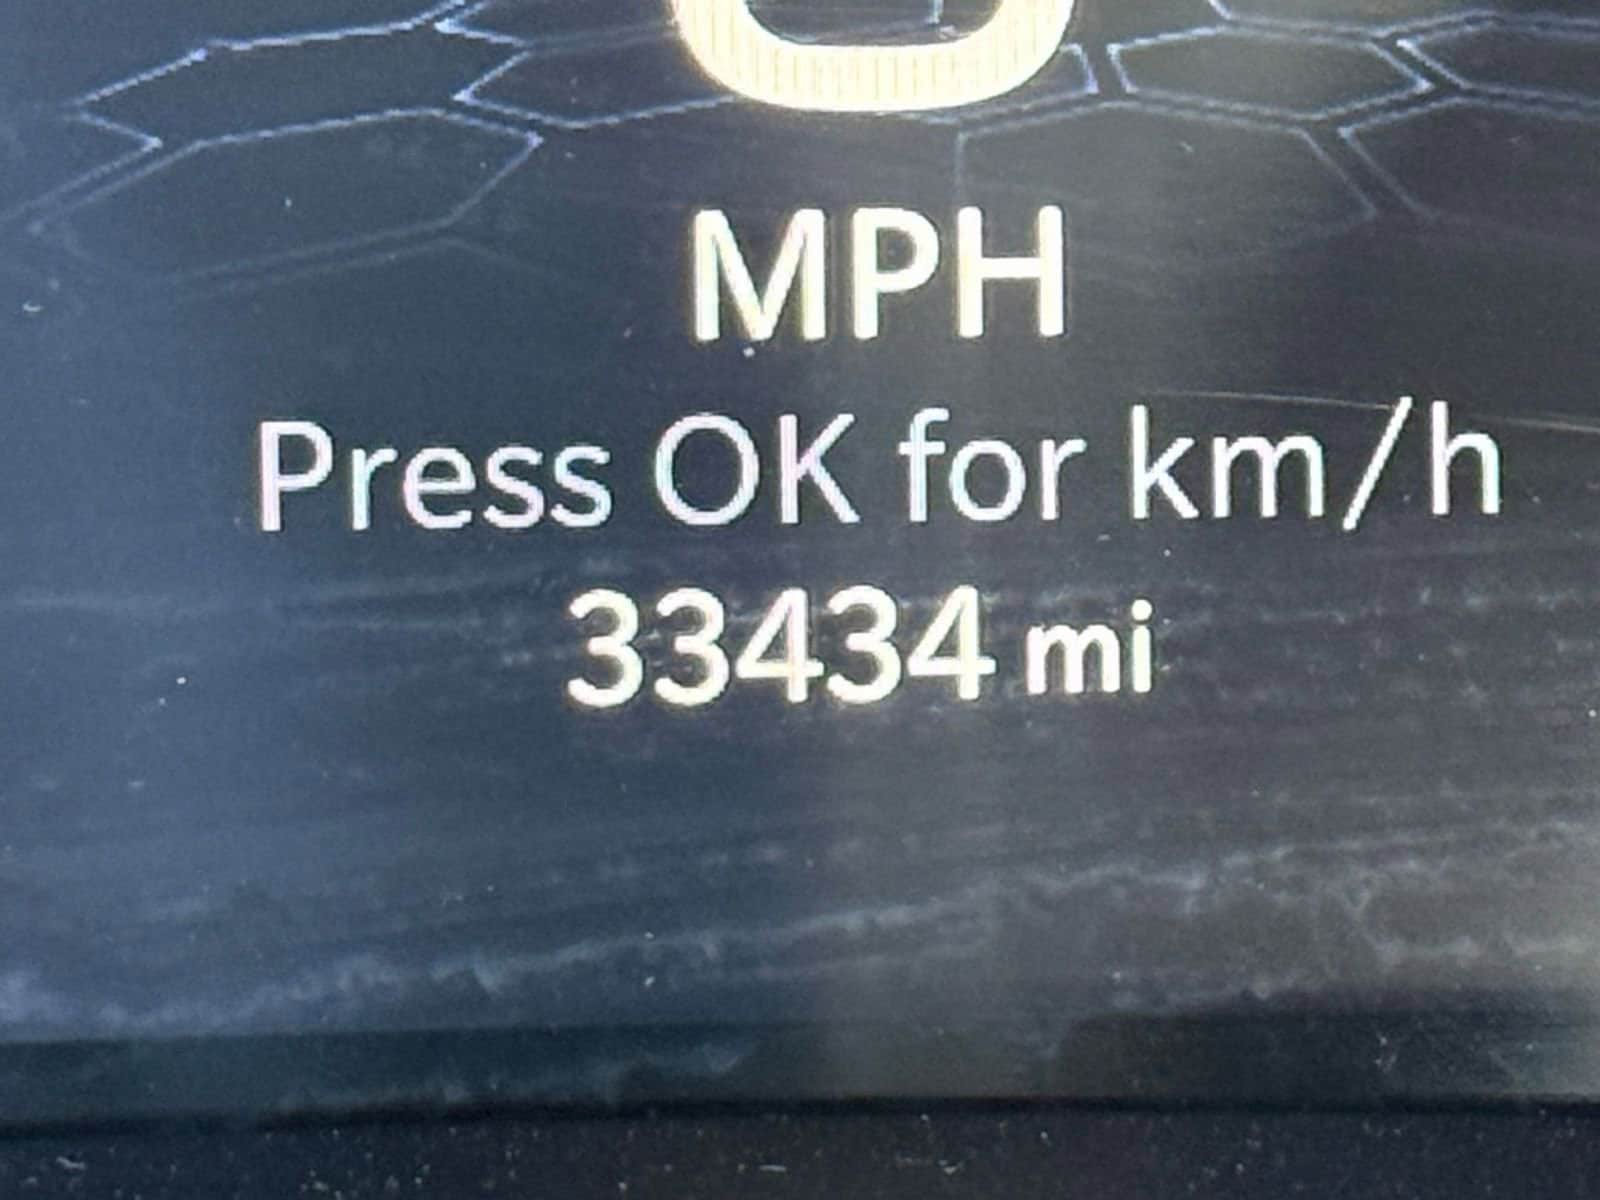 MPH
Press OK for km/h
33434 mi